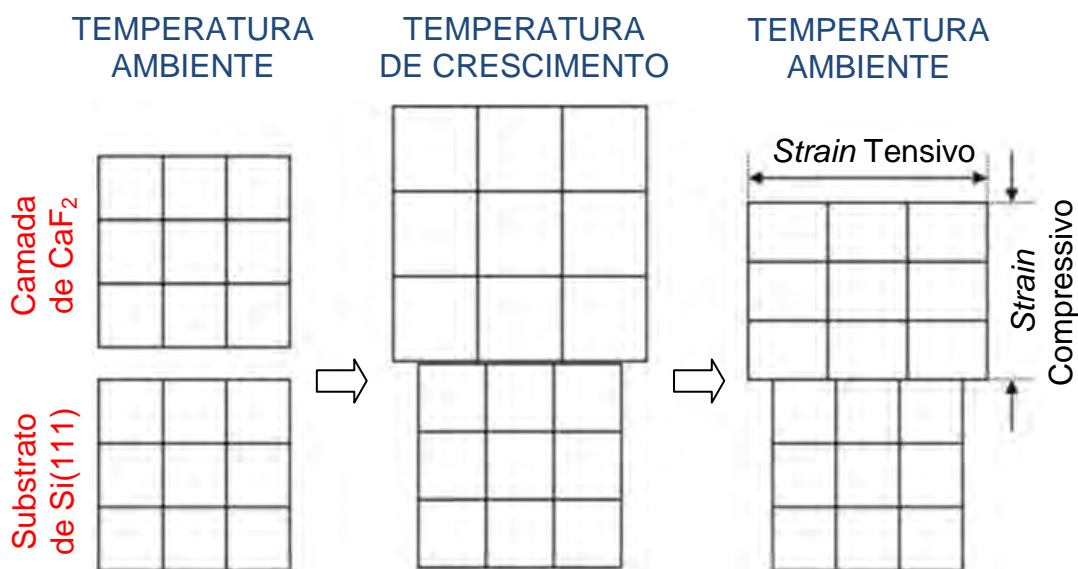 TEMPERATURA
AMBIENTE
TEMPERATURA
DE CRESCIMENTO
TEMPERATURA
AMBIENTE
Camada
de CaF₂
Substrato
de Si(111)
Strain Tensivo
Strain
Compressivo